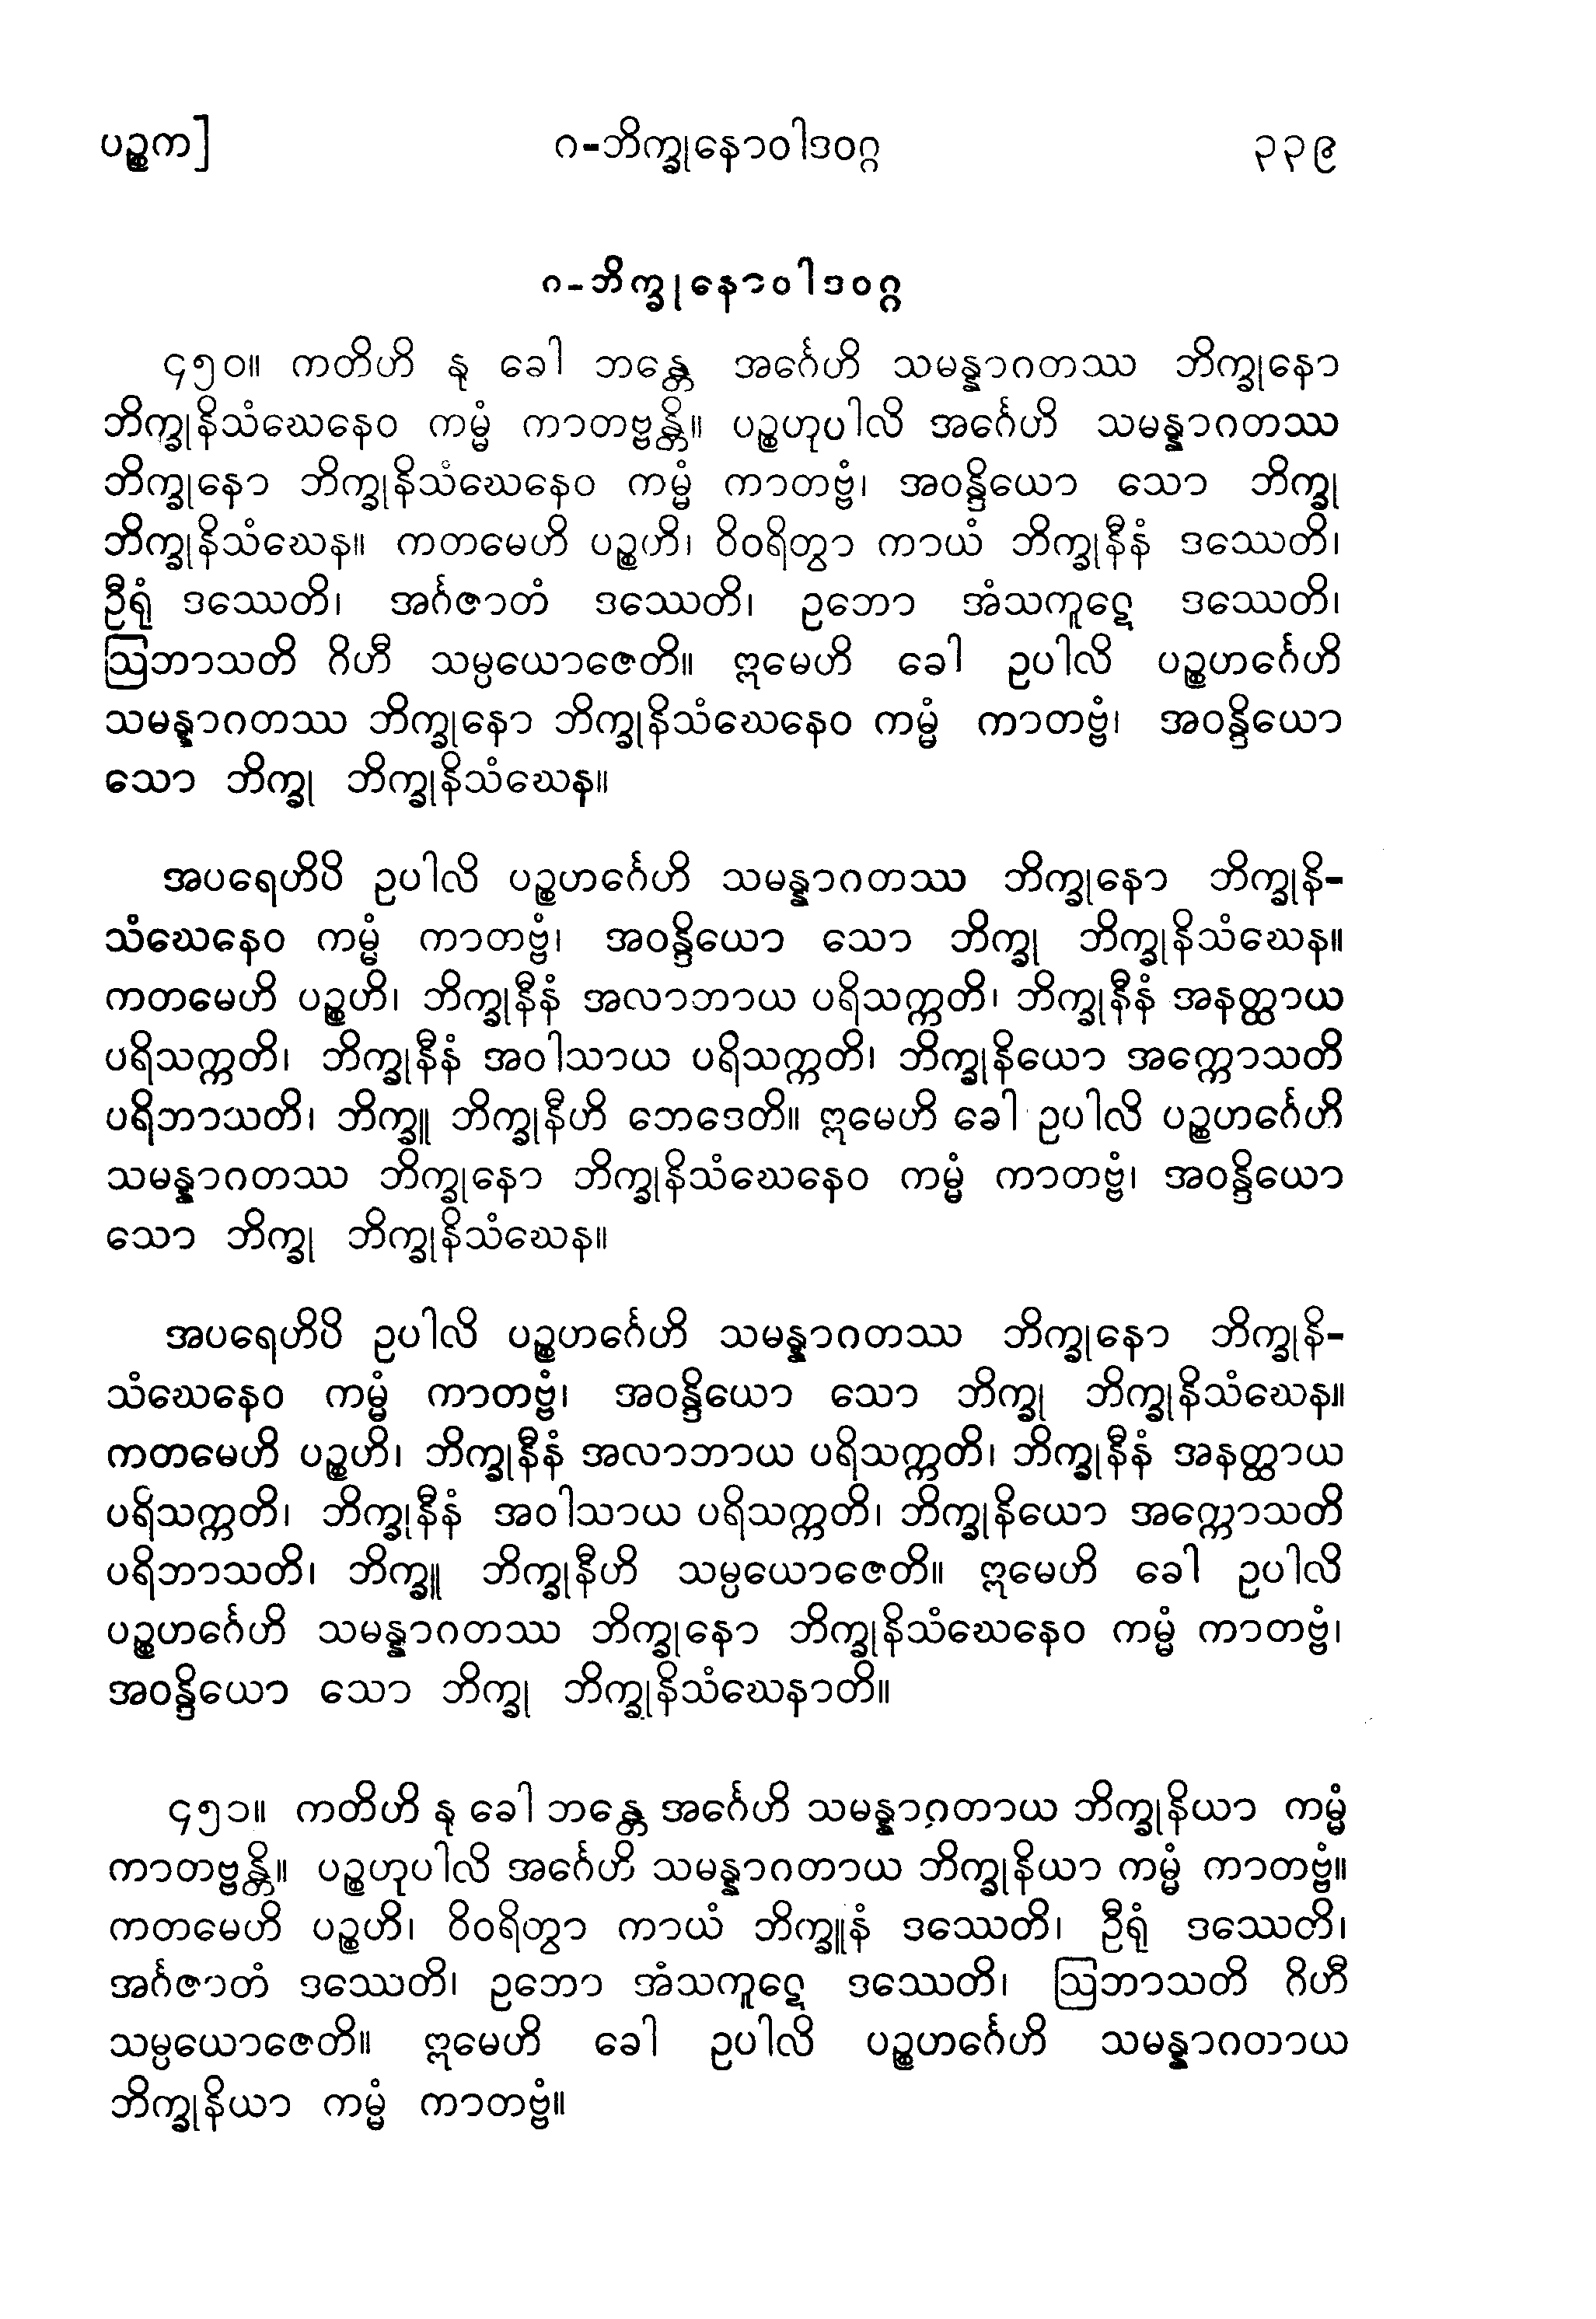 ပဉ္စက]
ဂ-ဘိက္ခုနောဝါဒဝဂ္ဂ
၃၃၉
ဂ-ဘိက္ခုနောဝါဒဝဂ္ဂ
၄၅၀။ ကတိဟိ နု ခေါ ဘန္တေ အင်္ဂေဟိ သမန္နာဂတဿ ဘိက္ခုနော
ဘိက္ခုနိသံဃေနေဝ ကမ္မံ ကာတဗ္ဗန္တိ။ ပဉ္စဟုပါလိ အင်္ဂေဟိ သမန္နာဂတဿ
ဘိက္ခုနော ဘိက္ခုနိသံဃေနေဝ ကမ္မံ ကာတဗ္ဗံ၊ အဝန္ဒိယော သော ဘိက္ခု
ဘိက္ခုနိသံဃေန။ ကတမေဟိ ပဉ္စဟိ၊ ဝိဝရိတွာ ကာယံ ဘိက္ခုနီနံ ဒဿေတိ၊
ဦရုံ ဒဿေတိ၊ အင်္ဂဇာတံ ဒဿေတိ၊ ဥဘော အံသကူဋေ ဒဿေတိ၊
ဩဘာသတိ ဂိဟီ သမ္ပယောဇေတိ။ ဣမေဟိ ခေါ ဥပါလိ ပဉ္စဟင်္ဂေဟိ
သမန္နာဂတဿ ဘိက္ခုနော ဘိက္ခုနိသံဃေနေဝ ကမ္မံ ကာတဗ္ဗံ၊ အဝန္ဒိယော
သော ဘိက္ခု ဘိက္ခုနိသံဃေန။
အပရေဟိပိ ဥပါလိ ပဉ္စဟင်္ဂေဟိ သမန္နာဂတဿ ဘိက္ခုနော ဘိက္ခုနိ-
သံဃေနေဝ ကမ္မံ ကာတဗ္ဗံ၊ အဝန္ဒိယော သော ဘိက္ခု ဘိက္ခုနိသံဃေန။
ကတမေဟိ ပဉ္စဟိ၊ ဘိက္ခုနီနံ အလာဘာယ ပရိသက္ကတိ၊ ဘိက္ခုနီနံ အနတ္ထာယ
ပရိသက္ကတိ၊ ဘိက္ခုနီနံ အဝါသာယ ပရိသက္ကတိ၊ ဘိက္ခုနိယော အက္ကောသတိ
ပရိဘာသတိ၊ ဘိက္ခူ ဘိက္ခုနီဟိ ဘေဒေတိ။ ဣမေဟိ ခေါ ဥပါလိ ပဉ္စဟင်္ဂေဟိ
သမန္နာဂတဿ ဘိက္ခုနော ဘိက္ခုနိသံဃေနေဝ ကမ္မံ ကာတဗ္ဗံ၊ အဝန္ဒိယော
သော ဘိက္ခု ဘိက္ခုနိသံဃေန။
အပရေဟိပိ ဥပါလိ ပဉ္စဟင်္ဂေဟိ သမန္နာဂတဿ ဘိက္ခုနော ဘိက္ခုနိ-
သံဃေနေဝ ကမ္မံ ကာတဗ္ဗံ၊ အဝန္ဒိယော သော ဘိက္ခု ဘိက္ခုနိသံဃေန။
ကတမေဟိ ပဉ္စဟိ၊ ဘိက္ခုနီနံ အလာဘာယ ပရိသက္ကတိ၊ ဘိက္ခုနီနံ အနတ္ထာယ
ပရိသက္ကတိ၊ ဘိက္ခုနီနံ အဝါသာယ ပရိသက္ကတိ၊ ဘိက္ခုနိယော အက္ကောသတိ
ပရိဘာသတိ၊ ဘိက္ခူ ဘိက္ခုနီဟိ သမ္ပယောဇေတိ။ ဣမေဟိ ခေါ ဥပါလိ
ပဉ္စဟင်္ဂေဟိ သမန္နာဂတဿ ဘိက္ခုနော ဘိက္ခုနိသံဃေနေဝ ကမ္မံ ကာတဗ္ဗံ၊
အဝန္ဒိယော သော ဘိက္ခု ဘိက္ခုနိသံဃေနာတိ။
၄၅၁။ ကတိဟိ နု ခေါ ဘန္တေ အင်္ဂေဟိ သမန္နာဂတာယ ဘိက္ခုနိယာ ကမ္မံ
ကာတဗ္ဗန္တိ။ ပဉ္စဟုပါလိ အင်္ဂေဟိ သမန္နာဂတာယ ဘိက္ခုနိယာ ကမ္မံ ကာတဗ္ဗံ။
ကတမေဟိ ပဉ္စဟိ၊ ဝိဝရိတွာ ကာယံ ဘိက္ခူနံ ဒဿေတိ၊ ဦရုံ ဒဿေတိ၊
အင်္ဂဇာတံ ဒဿေတိ၊ ဥဘော အံသကူဋေ ဒဿေတိ၊ ဩဘာသတိ ဂိဟီ
သမ္ပယောဇေတိ။ ဣမေဟိ ခေါ ဥပါလိ ပဉ္စဟင်္ဂေဟိ သမန္နာဂတာယ
ဘိက္ခုနိယာ ကမ္မံ ကာတဗ္ဗံ။